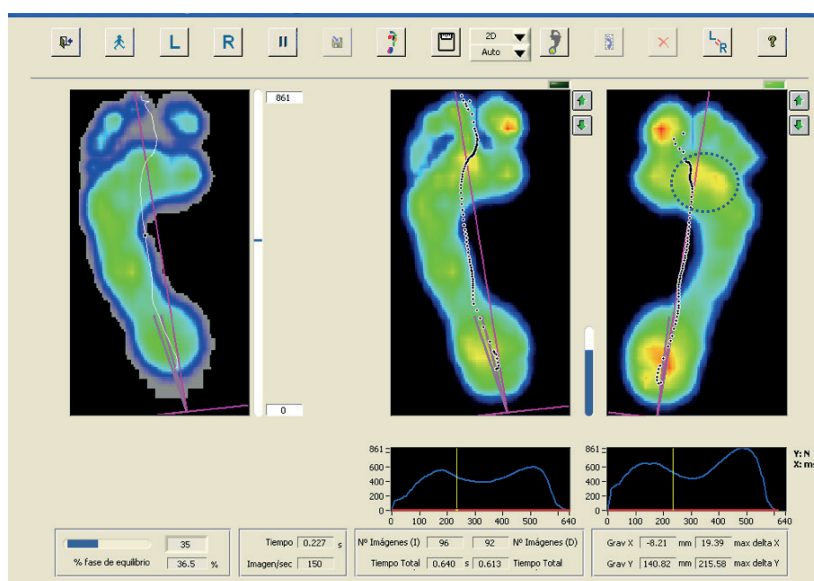 L R 2D L R ?
Auto
861
0
861 861 Y: N
600 600 X: ms
400 400
200 200
0 0
0 100 200 300 400 500 640 0 100 200 300 400 500 640
35
% fase de equilibrio 36.5 %
Tiempo 0.227 s
Imagen/sec 150
Nº Imágenes (I) 96 92 Nº Imágenes (D)
Tiempo Total 0.640 s 0.613 Tiempo Total
Grav X -8.21 mm 19.39 max delta X
Grav Y 140.82 mm 215.58 max delta Y